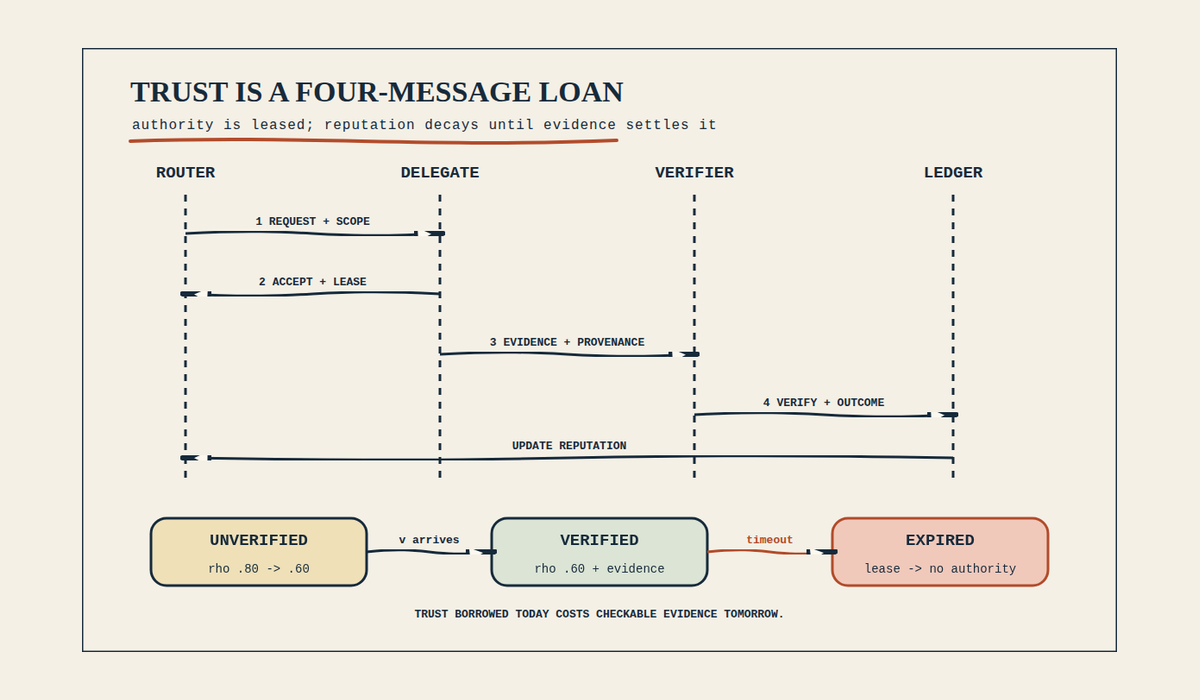 TRUST IS A FOUR-MESSAGE LOAN
authority is leased; reputation decays until evidence settles it
ROUTER DELEGATE VERIFIER LEDGER
1 REQUEST + SCOPE
2 ACCEPT + LEASE
3 EVIDENCE + PROVENANCE
4 VERIFY + OUTCOME
UPDATE REPUTATION
UNVERIFIED v arrives VERIFIED timeout EXPIRED
rho .80 -> .60 rho .60 + evidence lease -> no authority
TRUST BORROWED TODAY COSTS CHECKABLE EVIDENCE TOMORROW.